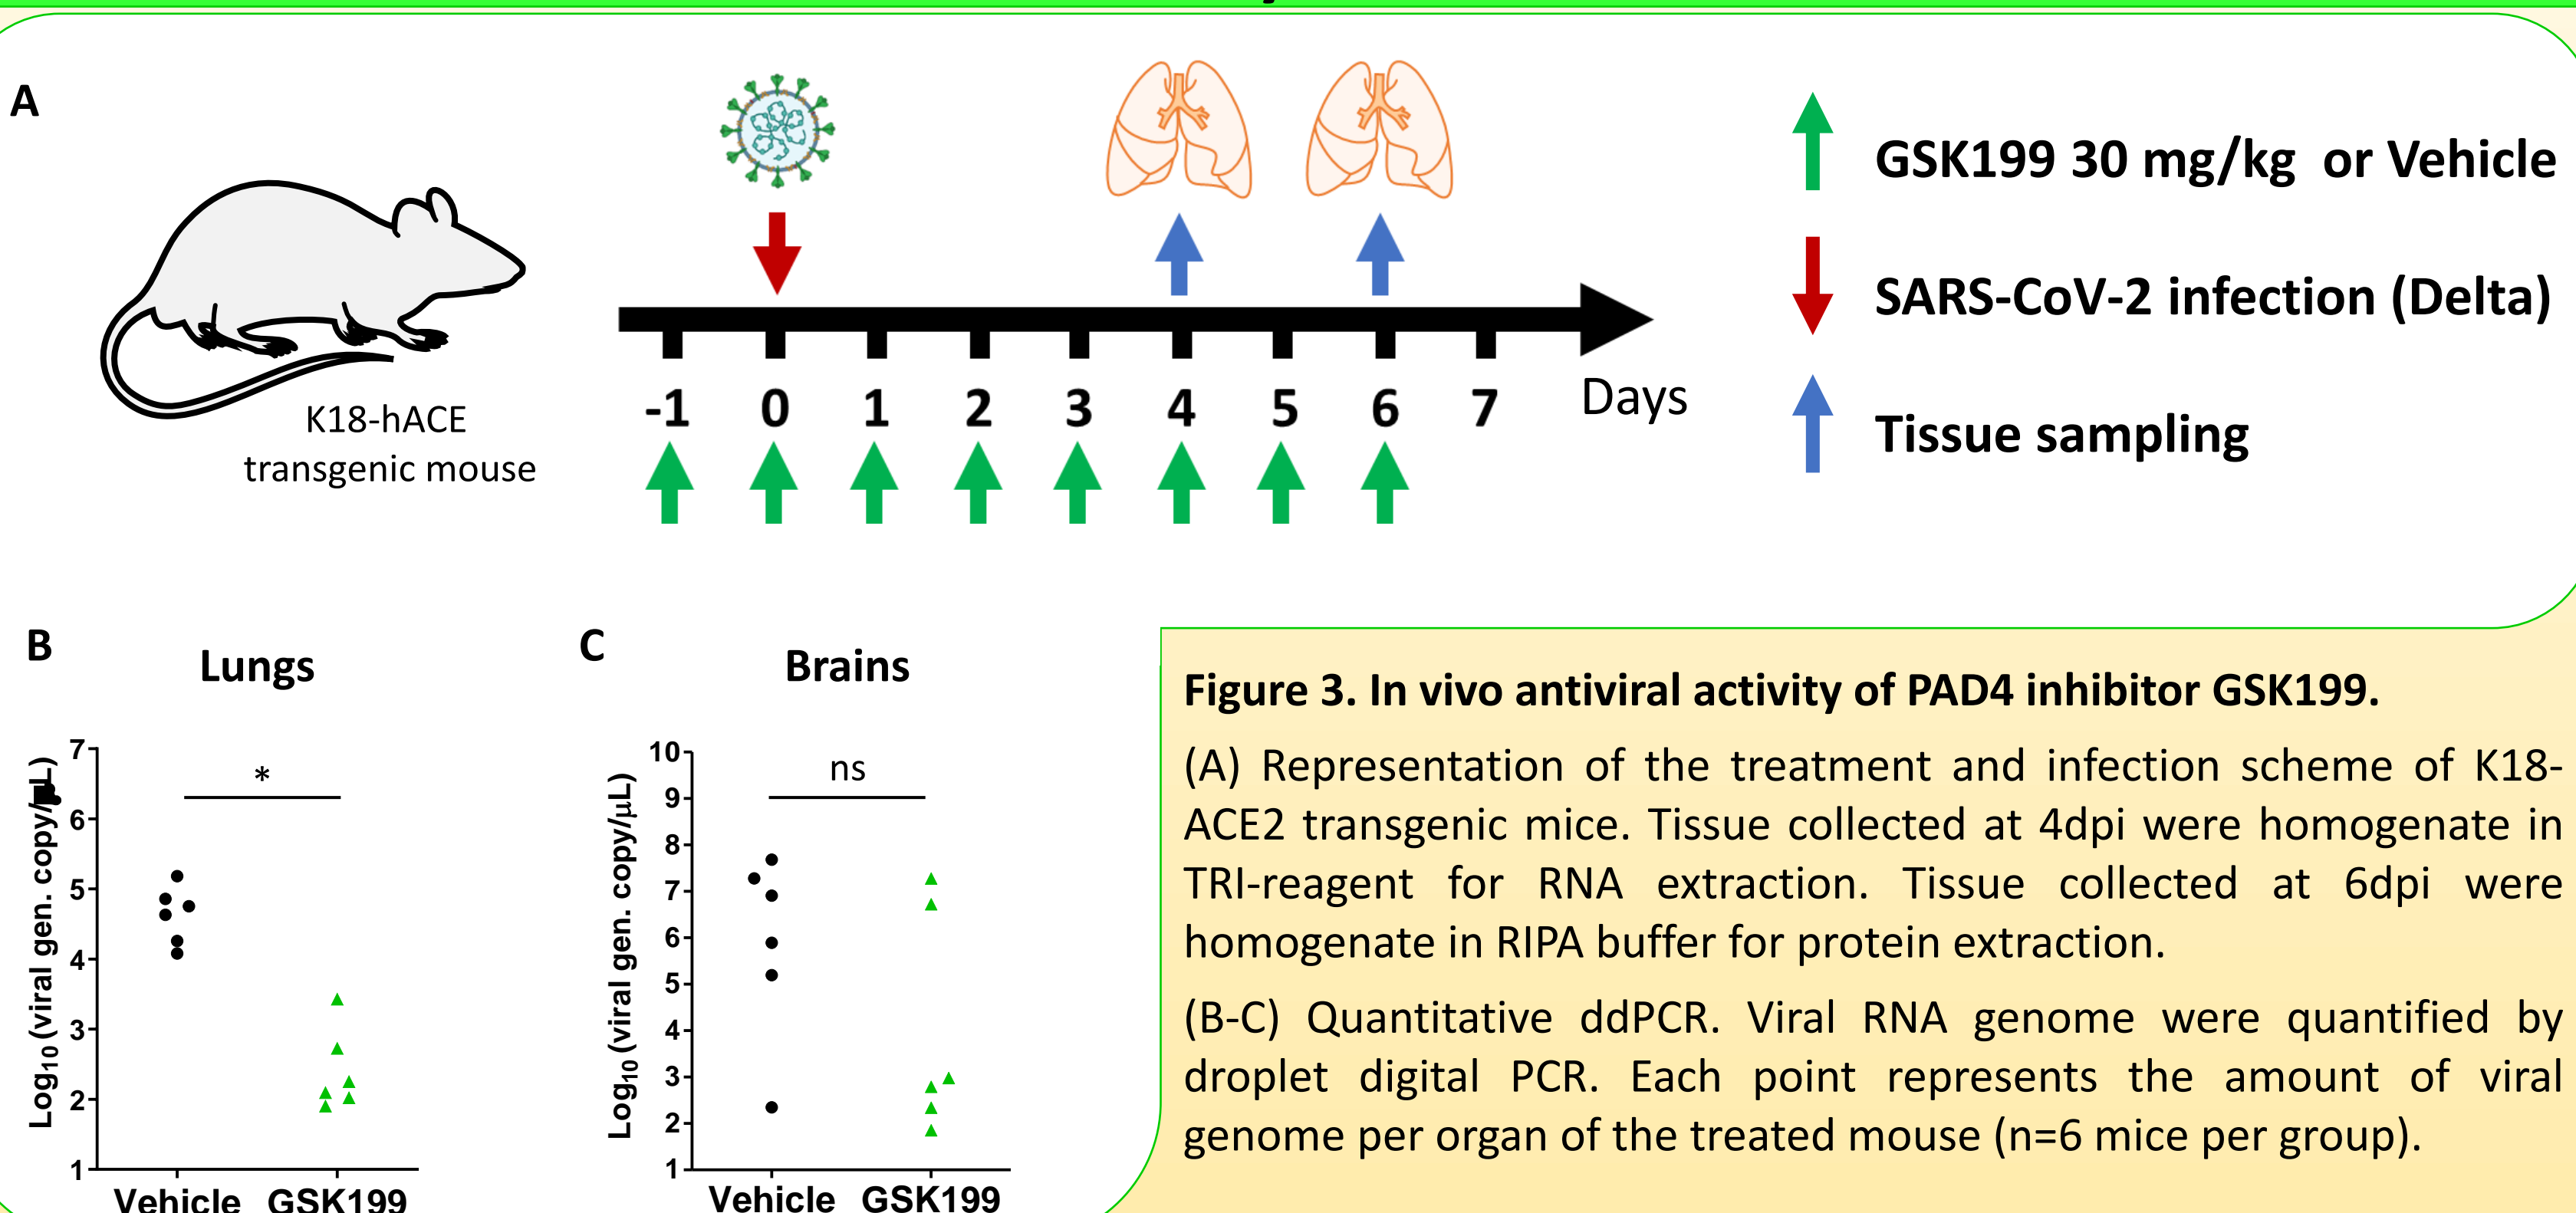 A
GSK199 30 mg/kg or Vehicle
SARS-CoV-2 infection (Delta)
Tissue sampling
K18-hACE
transgenic mouse
-1 0 1 2 3 4 5 6 7 Days
B
Lungs
Log10 (viral gen. copy/μL)
7
6
5
4
3
2
1
*
Vehicle GSK199
C
Brains
Log10 (viral gen. copy/μL)
10
9
8
7
6
5
4
3
2
1
ns
Vehicle GSK199
Figure 3. In vivo antiviral activity of PAD4 inhibitor GSK199.
(A) Representation of the treatment and infection scheme of K18-
ACE2 transgenic mice. Tissue collected at 4dpi were homogenate in
TRI-reagent for RNA extraction. Tissue collected at 6dpi were
homogenate in RIPA buffer for protein extraction.
(B-C) Quantitative ddPCR. Viral RNA genome were quantified by
droplet digital PCR. Each point represents the amount of viral
genome per organ of the treated mouse (n=6 mice per group).